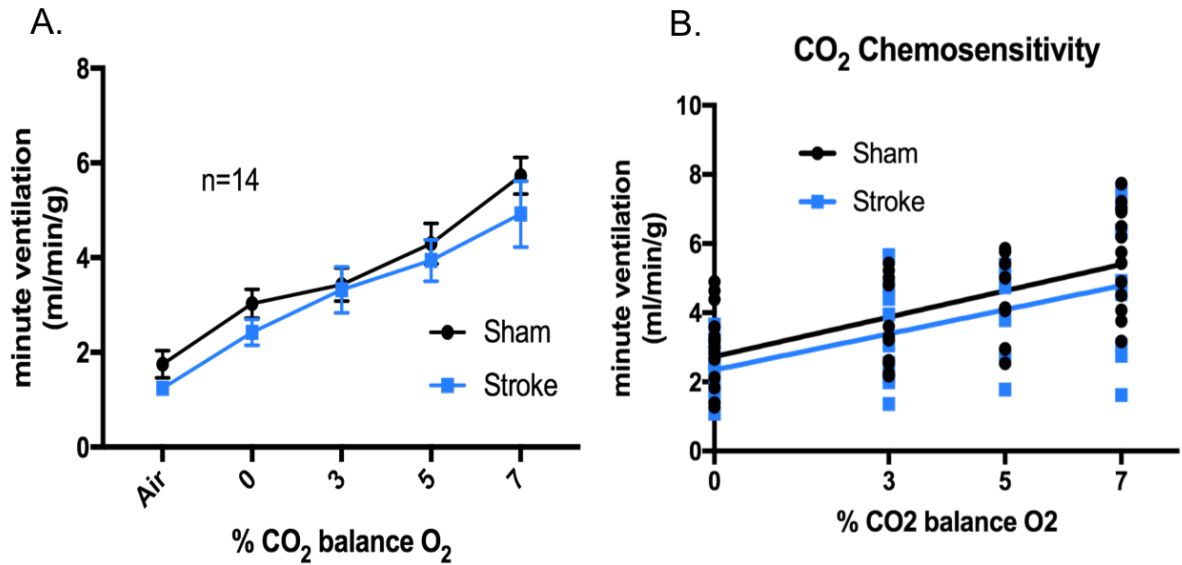 A.
minute ventilation
(ml/min/g)
8
6
4
2
0
n=14
Sham
Stroke
Air
0
3
5
7
% CO₂ balance O₂
B.
CO₂ Chemosensitivity
minute ventilation
(ml/min/g)
10
8
6
4
2
0
Sham
Stroke
0
3
5
7
% CO2 balance O2